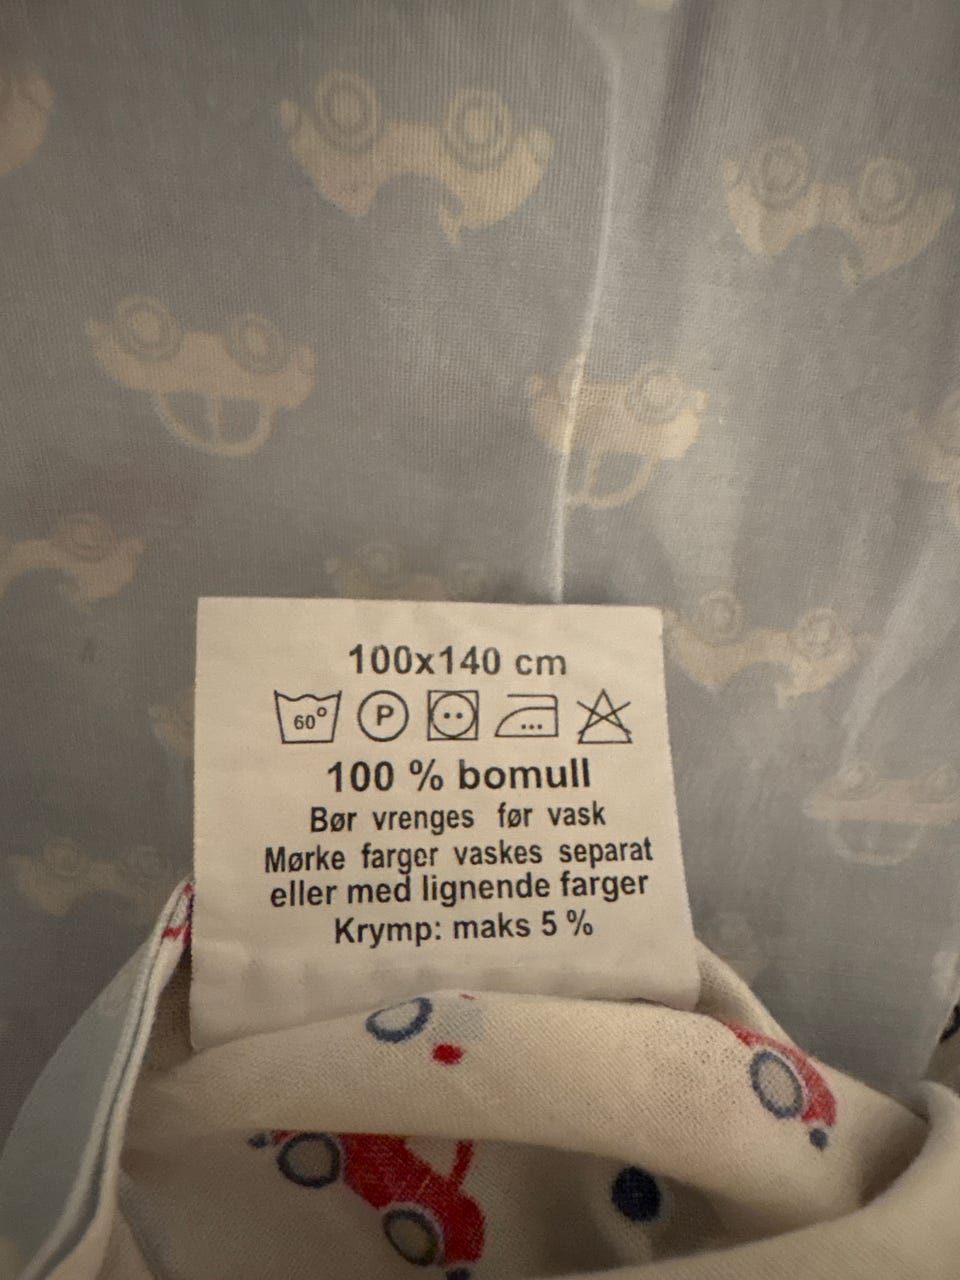 100x140 cm
60° P
100 % bomull
Bør vrenges før vask
Mørke farger vaskes separat
eller med lignende farger
Krymp: maks 5 %